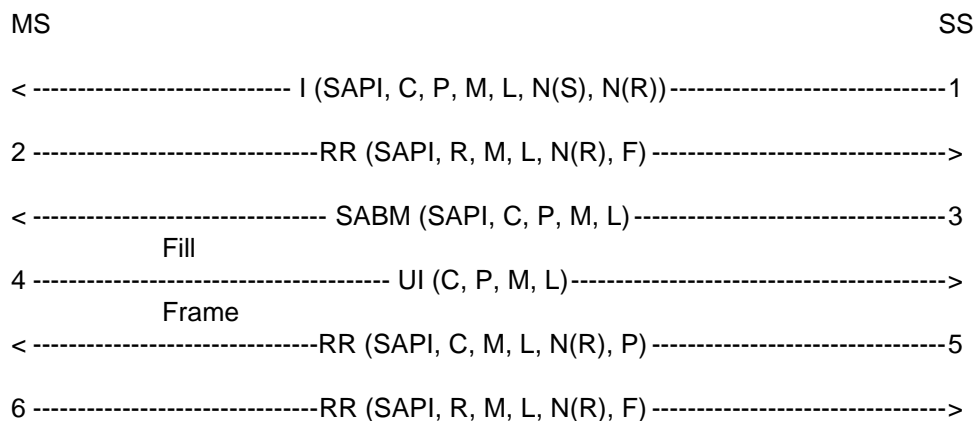 MS SS
< ----------------------------- I (SAPI, C, P, M, L, N(S), N(R))-------------------------------1
2 --------------------------------RR (SAPI, R, M, L, N(R), F) --------------------------------->
< --------------------------------- SABM (SAPI, C, P, M, L)-----------------------------------3
Fill
4 ---------------------------------------- UI (C, P, M, L)------------------------------------------>
Frame
< --------------------------------RR (SAPI, C, M, L, N(R), P) ---------------------------------5
6 --------------------------------RR (SAPI, R, M, L, N(R), F) --------------------------------->